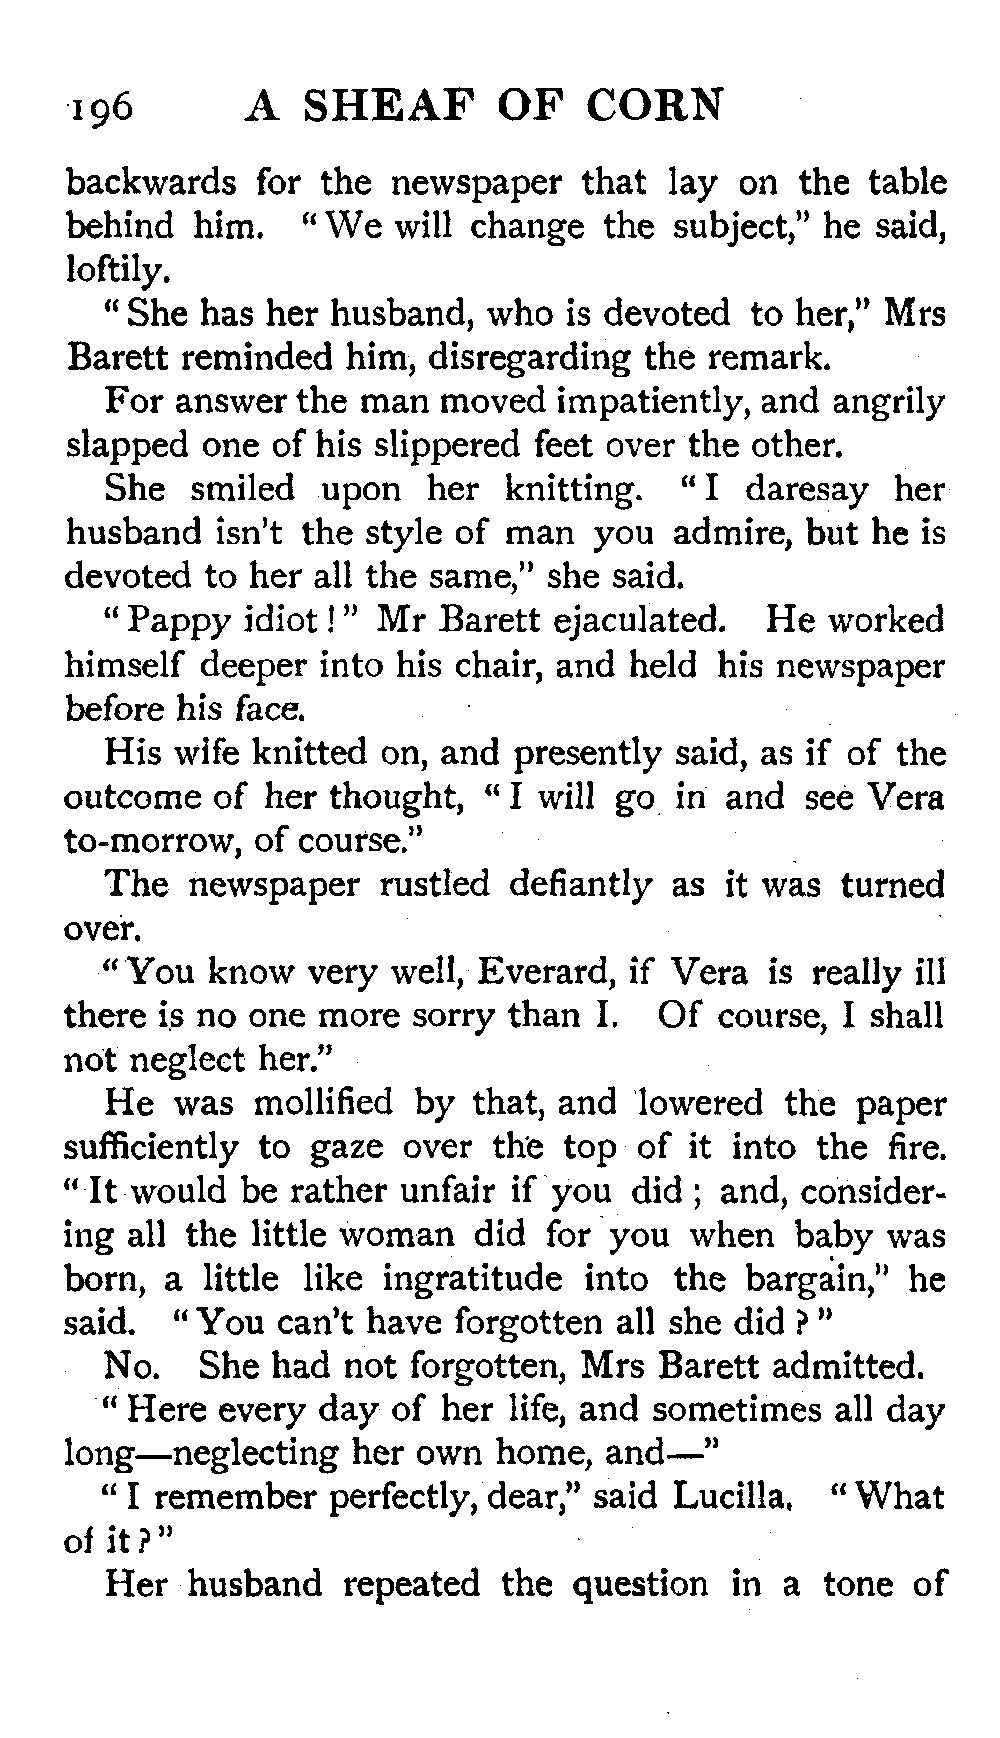 196 A SHEAF OF CORN
backwards for the newspaper that lay on the table
behind him. "We will change the subject," he said,
loftily.
"She has her husband, who is devoted to her," Mrs
Barett reminded him, disregarding the remark.
For answer the man moved impatiently, and angrily
slapped one of his slippered feet over the other.
She smiled upon her knitting. "I daresay her
husband isn't the style of man you admire, but he is
devoted to her all the same," she said.
"Pappy idiot!" Mr Barett ejaculated. He worked
himself deeper into his chair, and held his newspaper
before his face.
His wife knitted on, and presently said, as if of the
outcome of her thought, "I will go in and see Vera
to-morrow, of course."
The newspaper rustled defiantly as it was turned
over.
"You know very well, Everard, if Vera is really ill
there is no one more sorry than I. Of course, I shall
not neglect her."
He was mollified by that, and lowered the paper
sufficiently to gaze over the top of it into the fire.
"It would be rather unfair if you did; and, consider-
ing all the little woman did for you when baby was
born, a little like ingratitude into the bargain," he
said. "You can't have forgotten all she did?"
No. She had not forgotten, Mrs Barett admitted.
"Here every day of her life, and sometimes all day
long—neglecting her own home, and—"
"I remember perfectly, dear," said Lucilla. "What
of it?"
Her husband repeated the question in a tone of